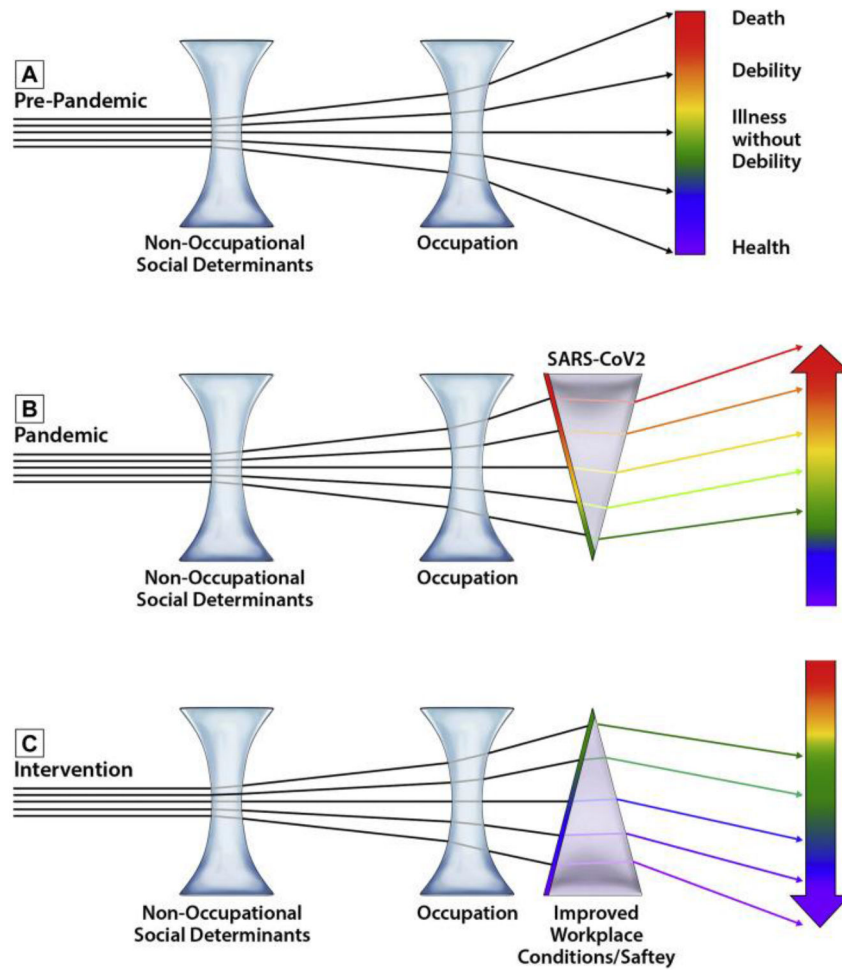 A
Pre-Pandemic
Non-Occupational
Social Determinants
Occupation
Death
Debility
Illness
without
Debility
Health
B
Pandemic
Non-Occupational
Social Determinants
Occupation
SARS-CoV2
C
Intervention
Non-Occupational
Social Determinants
Occupation
Improved
Workplace
Conditions/Saftey